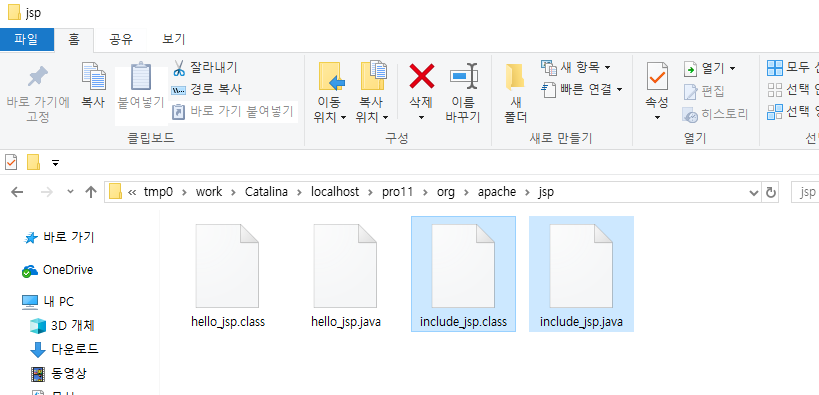 jsp
파일 홈 공유 보기
잘라내기
경로 복사
바로 가기 붙여넣기
바로 가기에
고정
복사
붙여넣기
클립보드
이동
위치
복사
위치
삭제
이름
바꾸기
구성
새
폴더
새 항목
빠른 연결
새로 만들기
속성
열기
편집
히스토리
열기
모두 선
선택
선택 영
선택
« tmp0 work Catalina localhost pro11 org apache jsp
jsp
바로 가기
OneDrive
내 PC
3D 개체
다운로드
동영상
hello_jsp.class
hello_jsp.java
include_jsp.class
include_jsp.java